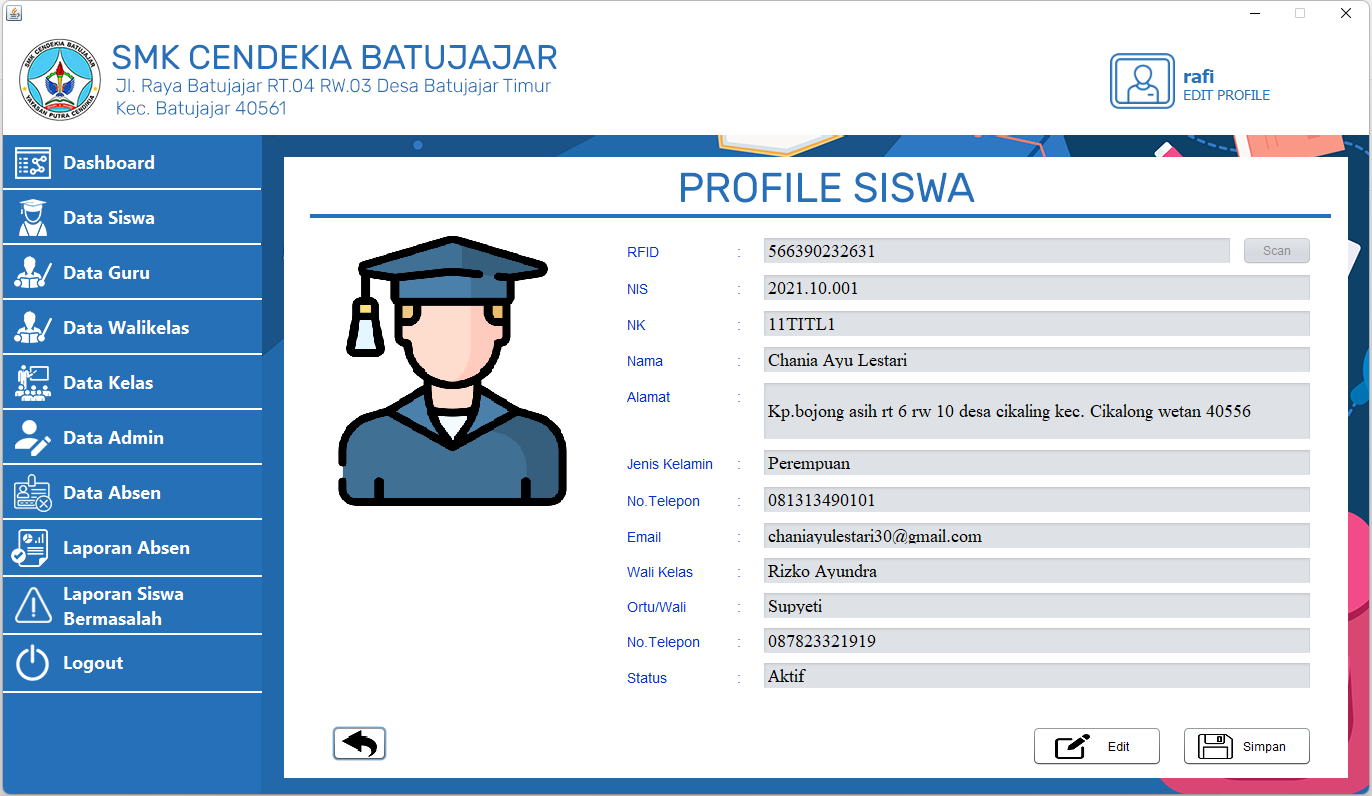 SMK CENDEKIA BATUJAJAR
Jl. Raya Batujajar RT.04 RW.03 Desa Batujajar Timur
Kec. Batujajar 40561
SMK CENDEKIA BATUJAJAR
YAYASAN PUTRA CENDIKIA
rafi
EDIT PROFILE
Dashboard
Data Siswa
Data Guru
Data Walikelas
Data Kelas
Data Admin
Data Absen
Laporan Absen
Laporan Siswa
Bermasalah
Logout
PROFILE SISWA
RFID : 566390232631 Scan
NIS : 2021.10.001
NK : 11TITL1
Nama : Chania Ayu Lestari
Alamat : Kp.bojong asih rt 6 rw 10 desa cikaling kec. Cikalong wetan 40556
Jenis Kelamin : Perempuan
No.Telepon : 081313490101
Email : chaniayulestari30@gmail.com
Wali Kelas : Rizko Ayundra
Ortu/Wali : Supyeti
No.Telepon : 087823321919
Status : Aktif
Edit Simpan